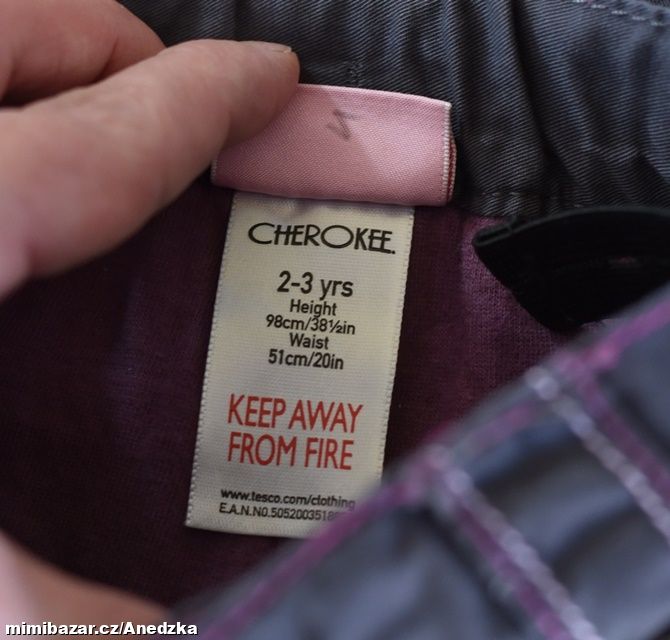 CHEROKEE.
2-3 yrs
Height
98cm/38½in
Waist
51cm/20in
KEEP AWAY
FROM FIRE
www.tesco.com/clothing
E.A.N.NO.
mimibazar.cz/Anedzka